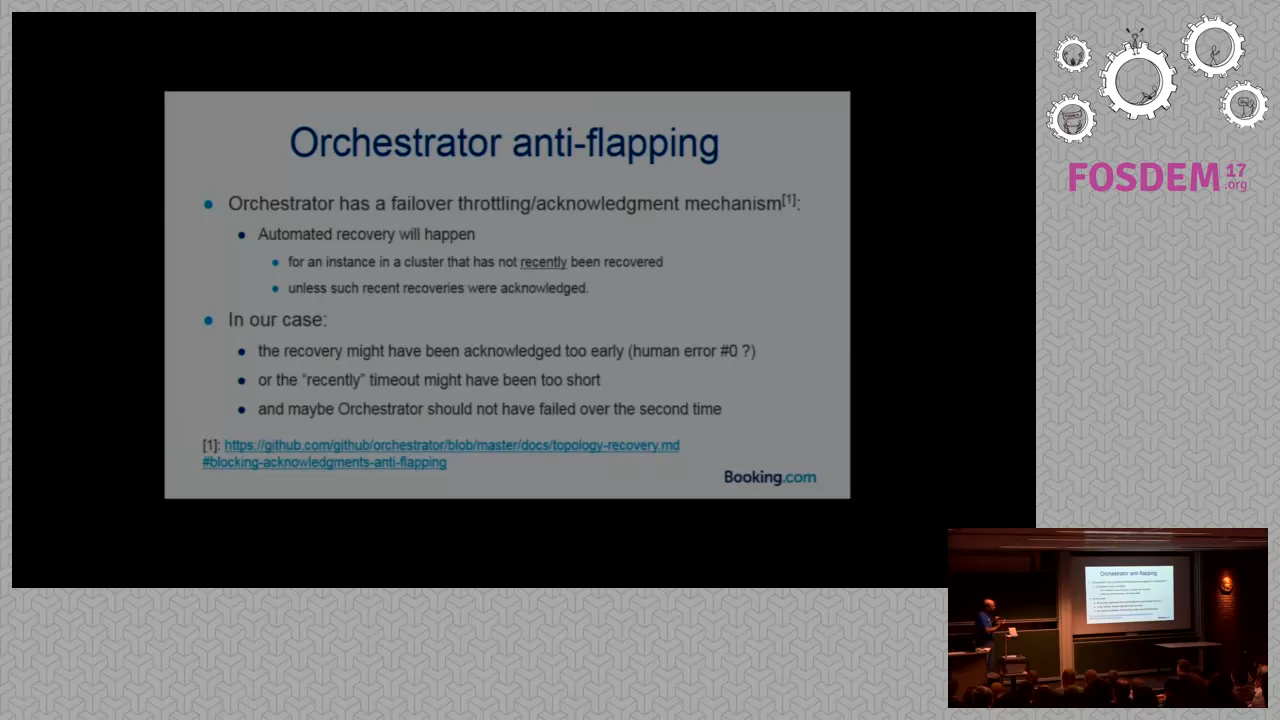 Orchestrator anti-flapping
Orchestrator has a failover throttling/acknowledgment mechanism[1]:
Automated recovery will happen
for an instance in a cluster that has not recently been recovered
unless such recent recoveries were acknowledged.
In our case:
the recovery might have been acknowledged too early (human error #0 ?)
or the “recently” timeout might have been too short
and maybe Orchestrator should not have failed over the second time
[1]: https://github.com/github/orchestrator/blob/master/docs/topology-recovery.md
#blocking-acknowledgments-anti-flapping
Booking.com
FOSDEM 17
.org
Orchestrator anti-flapping